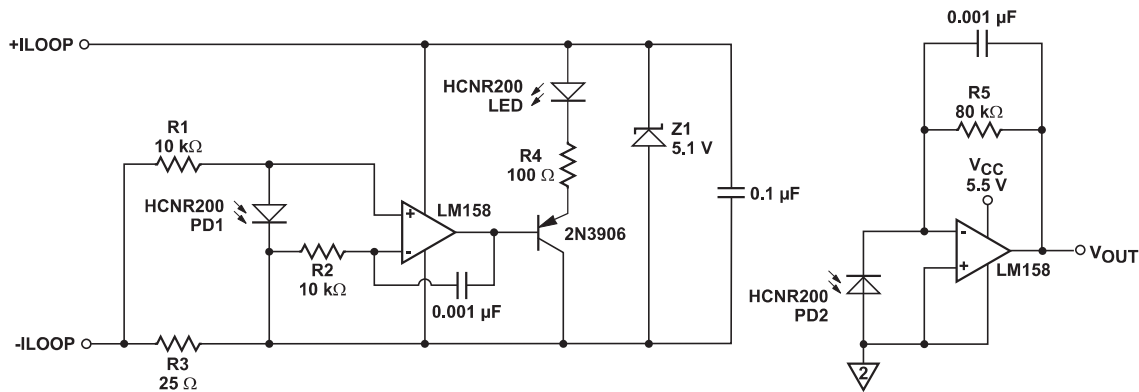 +ILOOP
HCNR200
LED
R1
10 kΩ
R4
100 Ω
Z1
5.1 V
0.1 µF
HCNR200
PD1
LM158
+
-
2N3906
R2
10 kΩ
0.001 µF
-ILOOP
R3
25 Ω
0.001 µF
R5
80 kΩ
VCC
5.5 V
-
+
LM158
VOUT
HCNR200
PD2
2